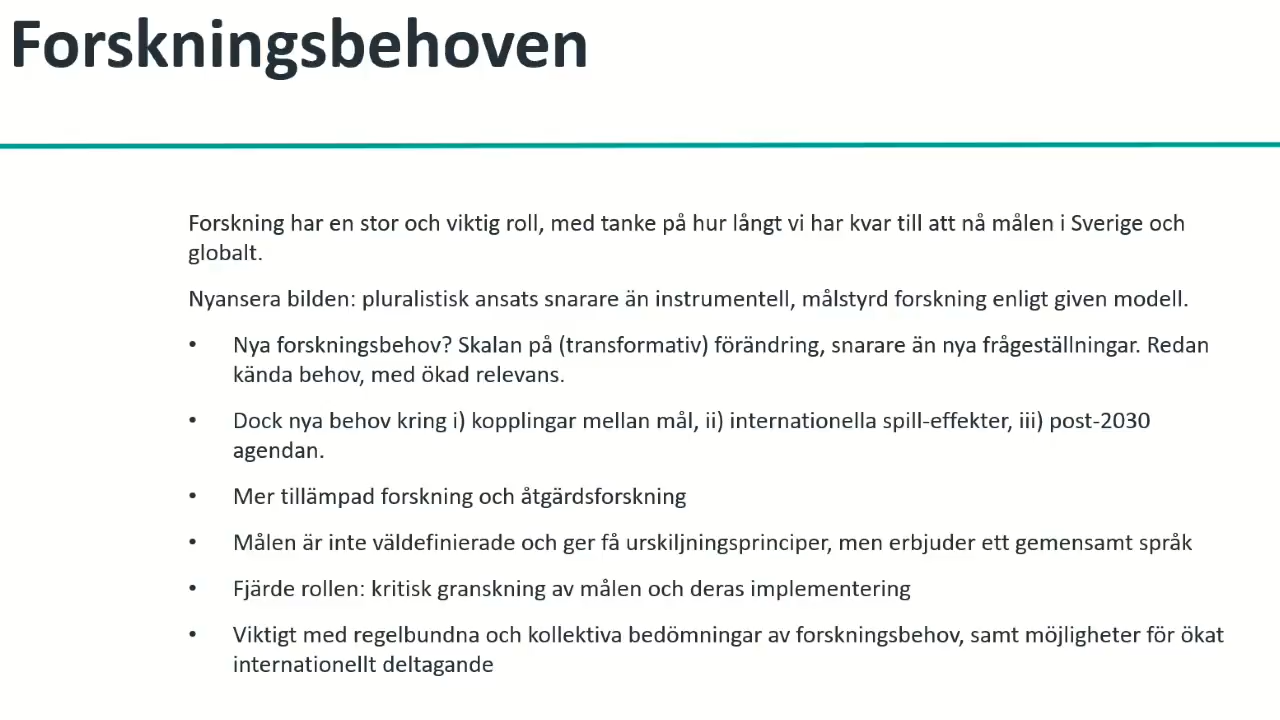 Forskningsbehoven
Forskning har en stor och viktig roll, med tanke på hur långt vi har kvar till att nå målen i Sverige och
globalt.
Nyansera bilden: pluralistisk ansats snarare än instrumentell, målstyrd forskning enligt given modell.
• Nya forskningsbehov? Skalan på (transformativ) förändring, snarare än nya frågeställningar. Redan
kända behov, med ökad relevans.
• Dock nya behov kring i) kopplingar mellan mål, ii) internationella spill-effekter, iii) post-2030
agendan.
• Mer tillämpad forskning och åtgärdsforskning
• Målen är inte väldefinierade och ger få urskiljningsprinciper, men erbjuder ett gemensamt språk
• Fjärde rollen: kritisk granskning av målen och deras implementering
• Viktigt med regelbundna och kollektiva bedömningar av forskningsbehov, samt möjligheter för ökat
internationellt deltagande